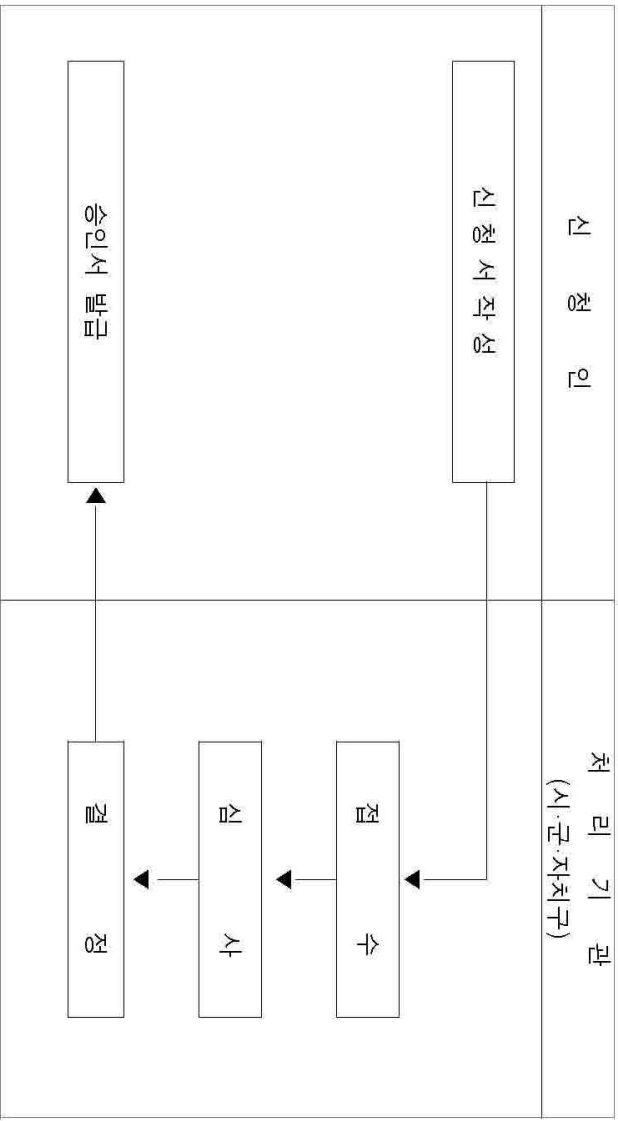 신 청 인
처 리 기 관
(시·군·자치구)
신 청 서 작 성
접 수
심 사
결 정
승인서 발급